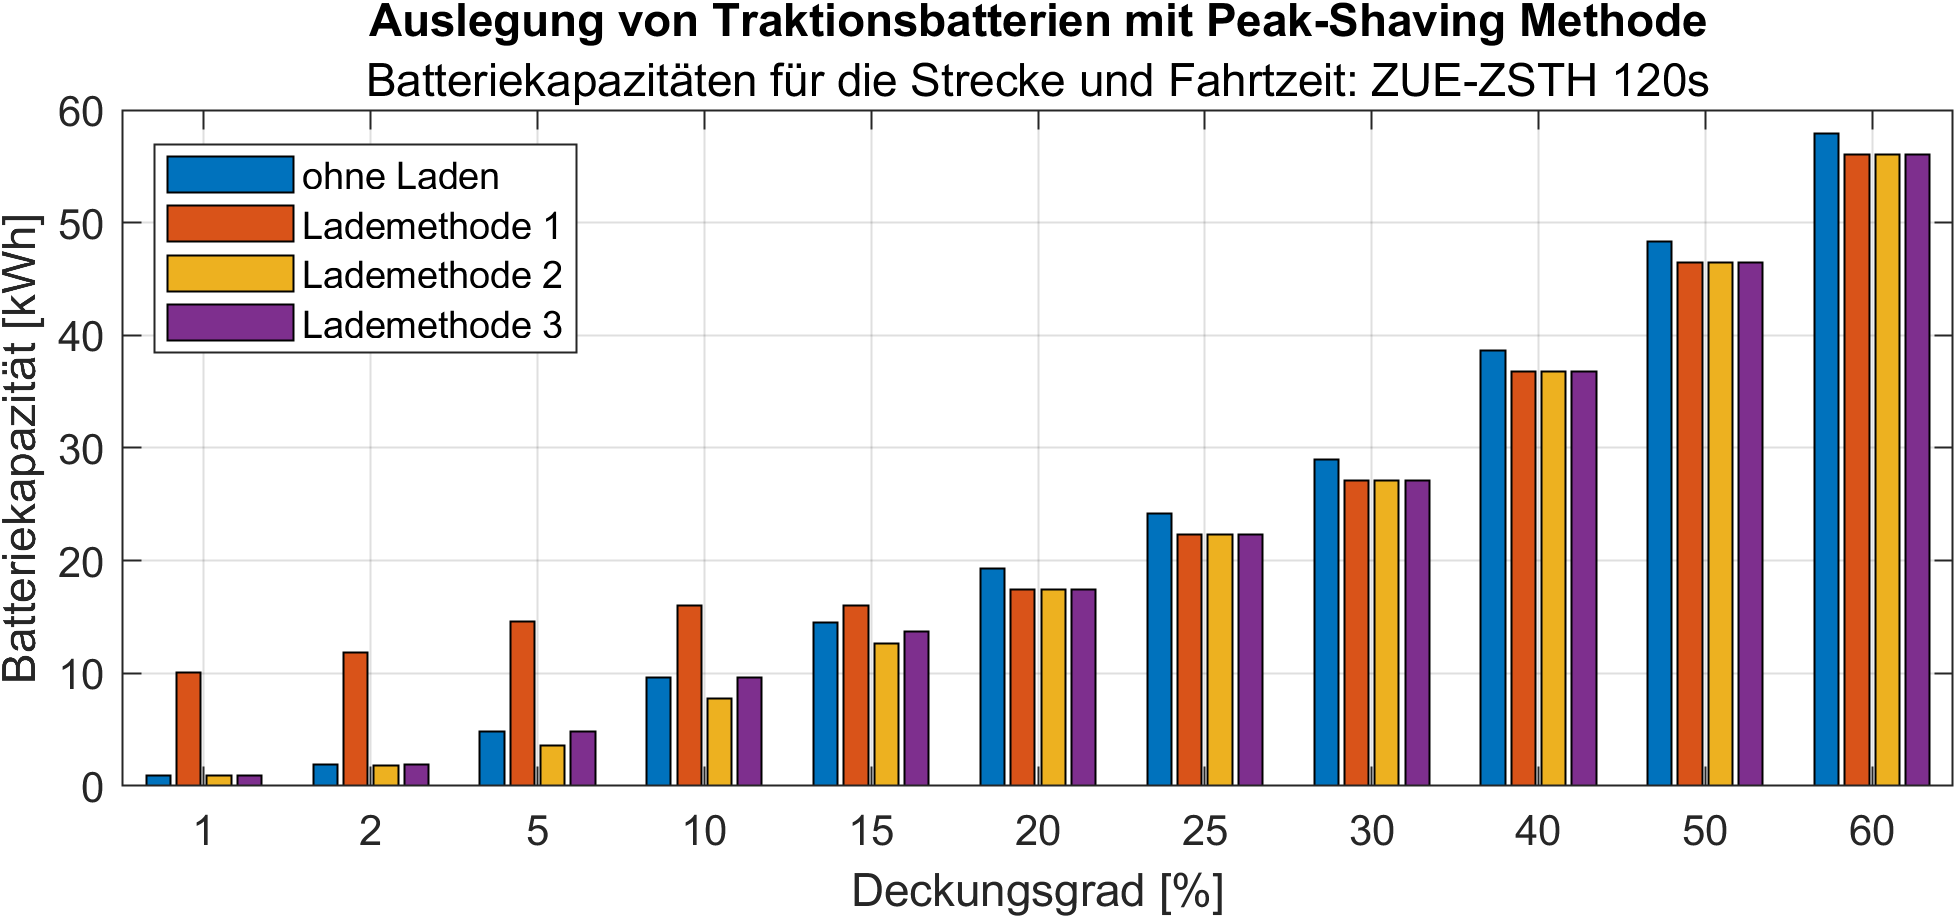 Auslegung von Traktionsbatterien mit Peak-Shaving Methode
Batteriekapazitäten für die Strecke und Fahrtzeit: ZUE-ZSTH 120s
Batteriekapazität [kWh]
60
50
40
30
20
10
0
ohne Laden
Lademethode 1
Lademethode 2
Lademethode 3
1 2 5 10 15 20 25 30 40 50 60
Deckungsgrad [%]